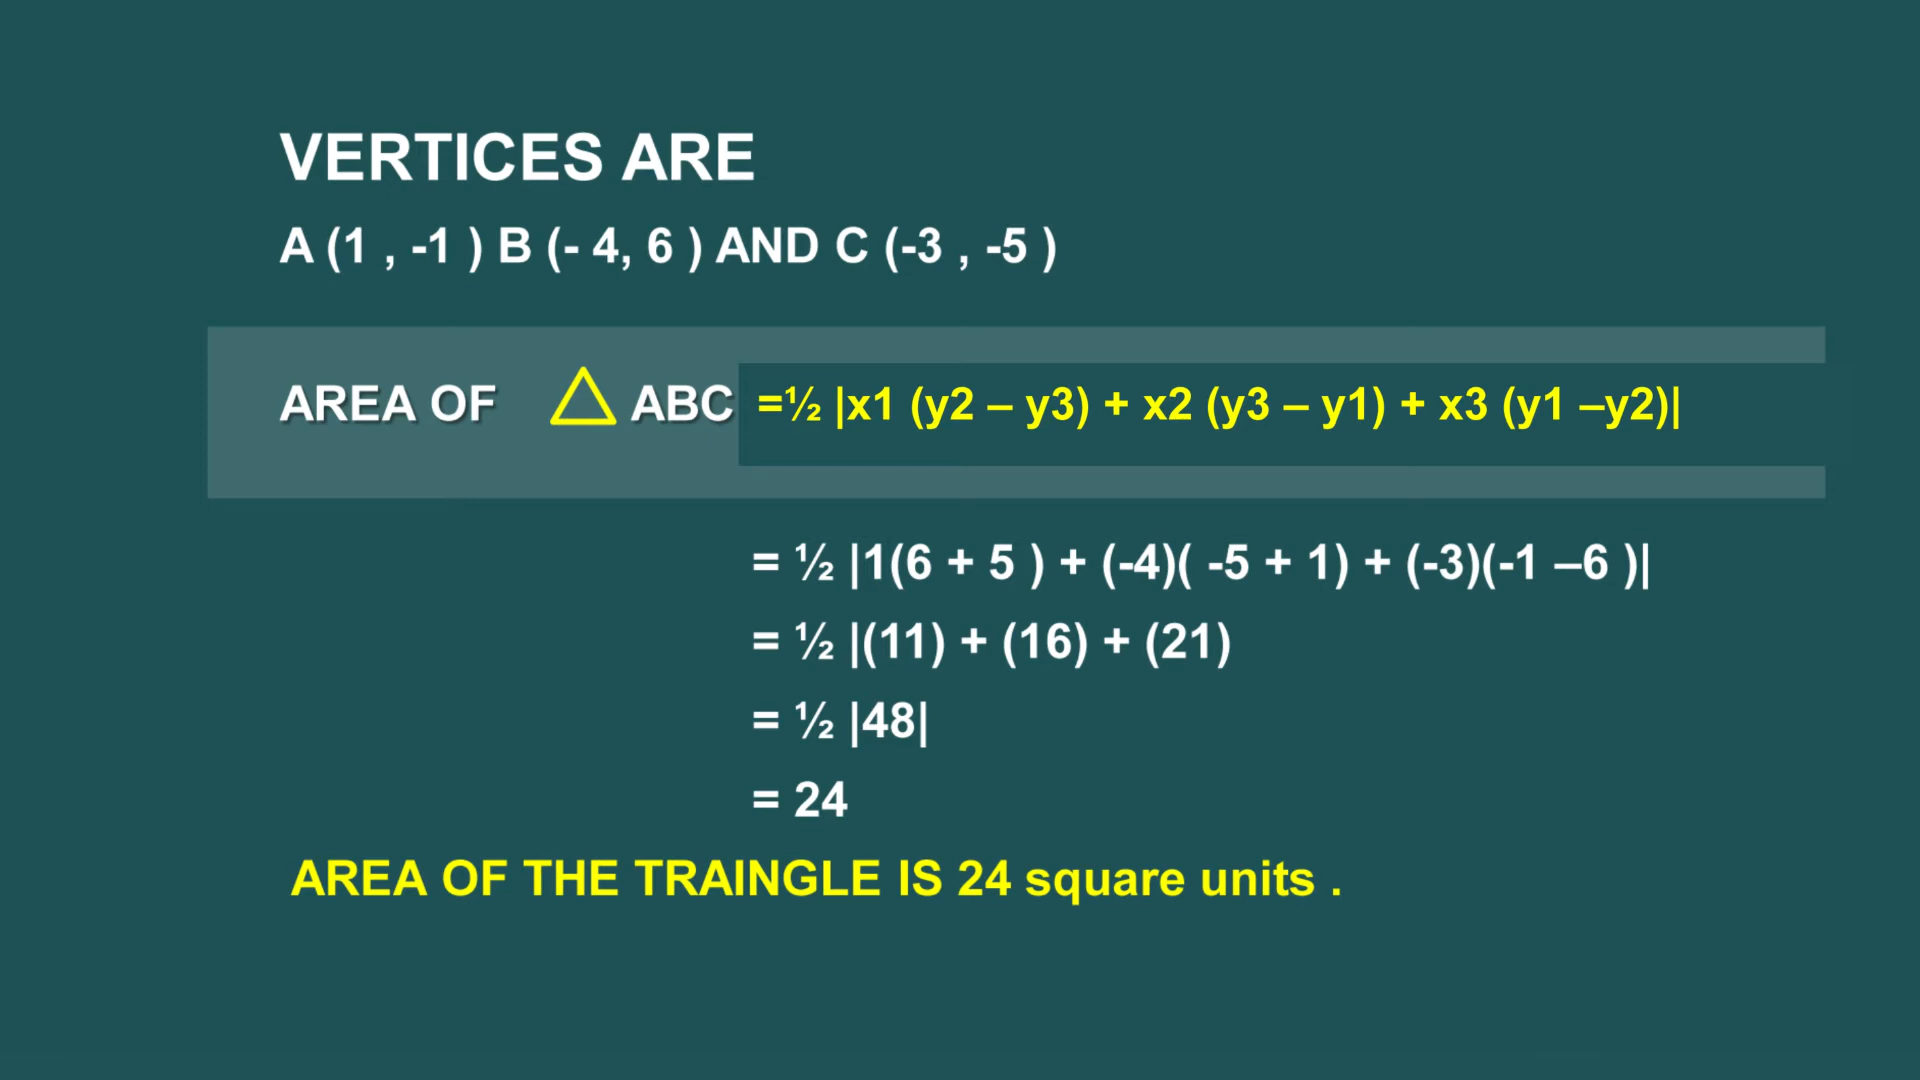 VERTICES ARE
A (1 , -1 ) B (- 4, 6 ) AND C (-3 , -5 )
AREA OF △ ABC =½ |x1 (y2 – y3) + x2 (y3 – y1) + x3 (y1 –y2)|
= ½ |1(6 + 5 ) + (-4)( -5 + 1) + (-3)(-1 –6 )|
= ½ |(11) + (16) + (21)
= ½ |48|
= 24
AREA OF THE TRAINGLE IS 24 square units .